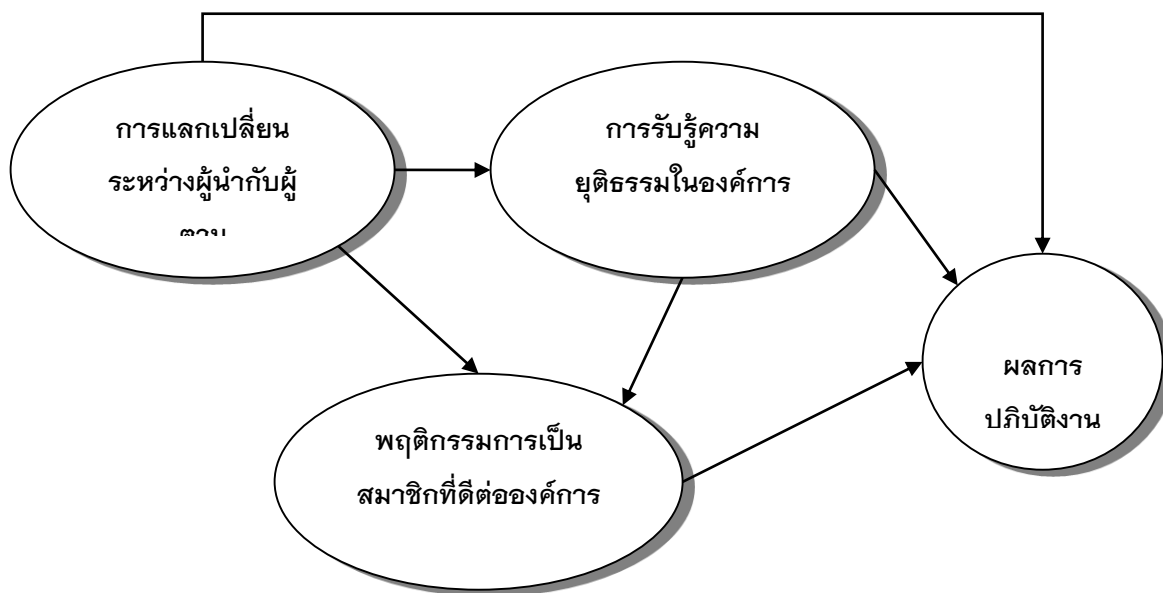 การแลกเปลี่ยน
ระหว่างผู้นำกับผู้
ตาม
การรับรู้ความ
ยุติธรรมในองค์การ
ผลการ
ปฏิบัติงาน
พฤติกรรมการเป็น
สมาชิกที่ดีต่อองค์การ